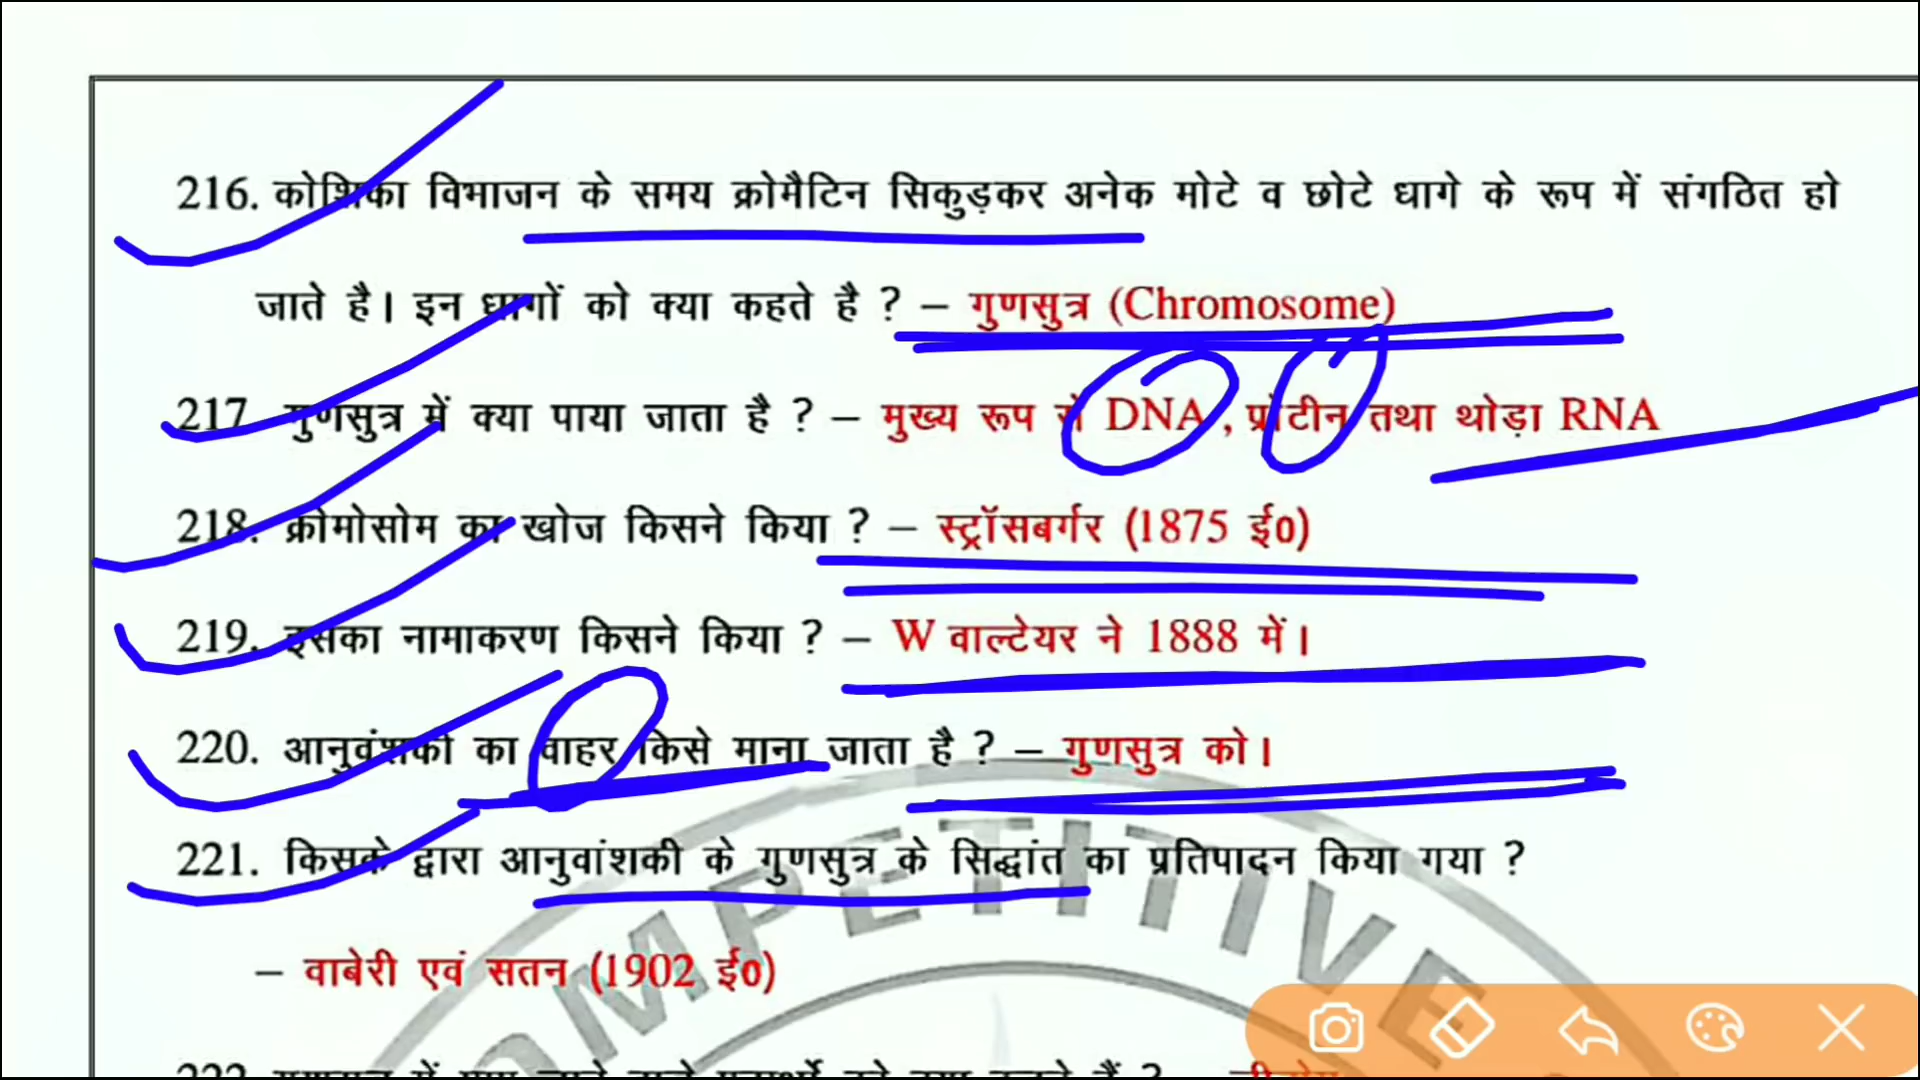 216. कोशिका विभाजन के समय क्रोमैटिन सिकुड़कर अनेक मोटे व छोटे धागे के रूप में संगठित हो
जाते है। इन धागों को क्या कहते है ? – गुणसुत्र (Chromosome)
217. गुणसुत्र में क्या पाया जाता है ? – मुख्य रूप से DNA, प्रोटीन तथा थोड़ा RNA
218. क्रोमोसोम का खोज किसने किया ? – स्ट्रॉसबर्गर (1875 ई०)
219. इसका नामाकरण किसने किया ? – W वाल्टेयर ने 1888 में।
220. आनुवंशकी का वाहर किसे माना जाता है ? – गुणसुत्र को।
221. किसके द्वारा आनुवांशकी के गुणसुत्र के सिद्धांत का प्रतिपादन किया गया ?
– वाबेरी एवं सतन (1902 ई०)
OMPETITIVE